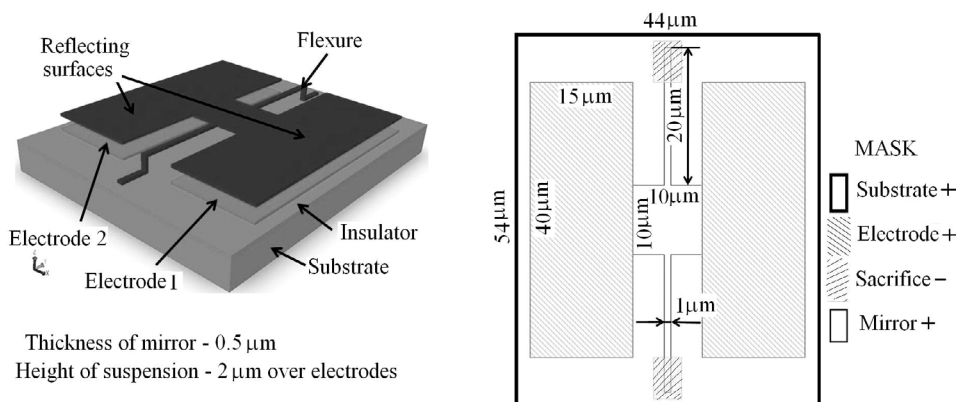 Reflecting
surfaces
Flexure
Electrode 2
Electrode 1
Insulator
Substrate
Thickness of mirror - 0.5 μm
Height of suspension - 2 μm over electrodes
44μm
15μm
20μm
40μm
54μm
10μm
10μm
1μm
MASK
Substrate+
Electrode+
Sacrifice-
Mirror+